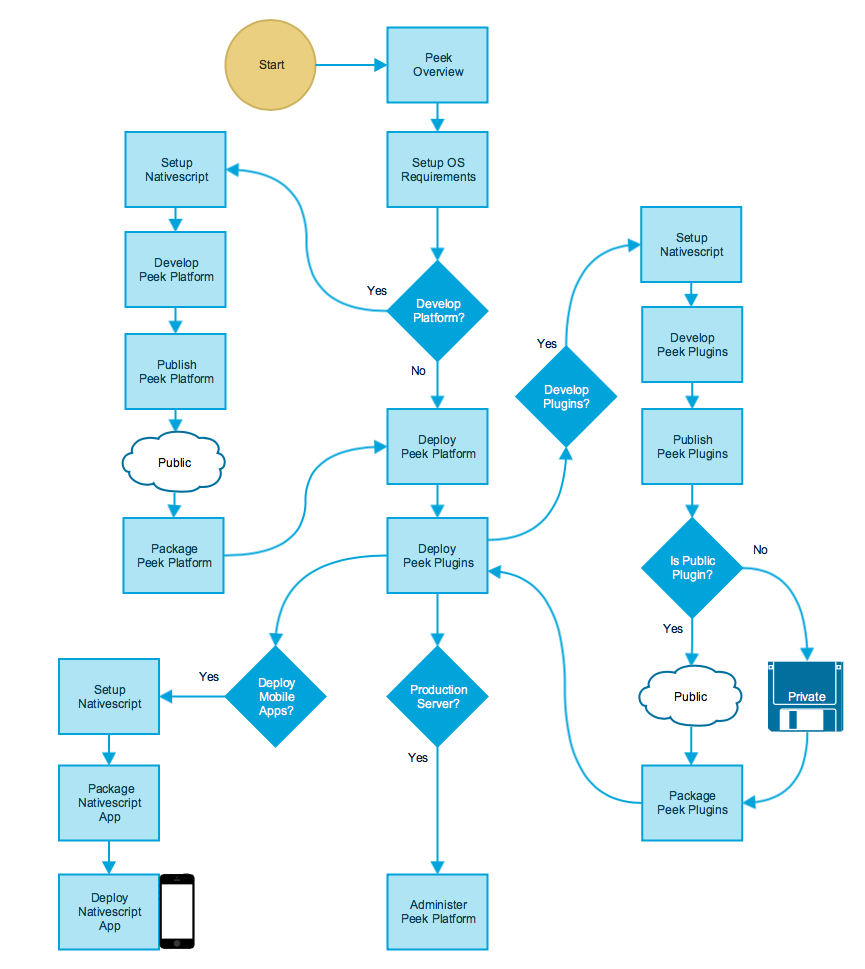 Start
Peek
Overview
Setup
Nativescript
Setup OS
Requirements
Setup
Nativescript
Develop
Peek Platform
Yes
Develop
Platform?
Yes
Develop
Peek Plugins
Publish
Peek Platform
No
Develop
Plugins?
Public
Deploy
Peek Platform
Publish
Peek Plugins
Package
Peek Platform
Deploy
Peek Plugins
Is Public
Plugin?
No
Yes
Setup
Nativescript
Yes
Deploy
Mobile
Apps?
Production
Server?
Public
Private
Yes
Package
Nativescript
App
Package
Peek Plugins
Deploy
Nativescript
App
Administer
Peek Platform